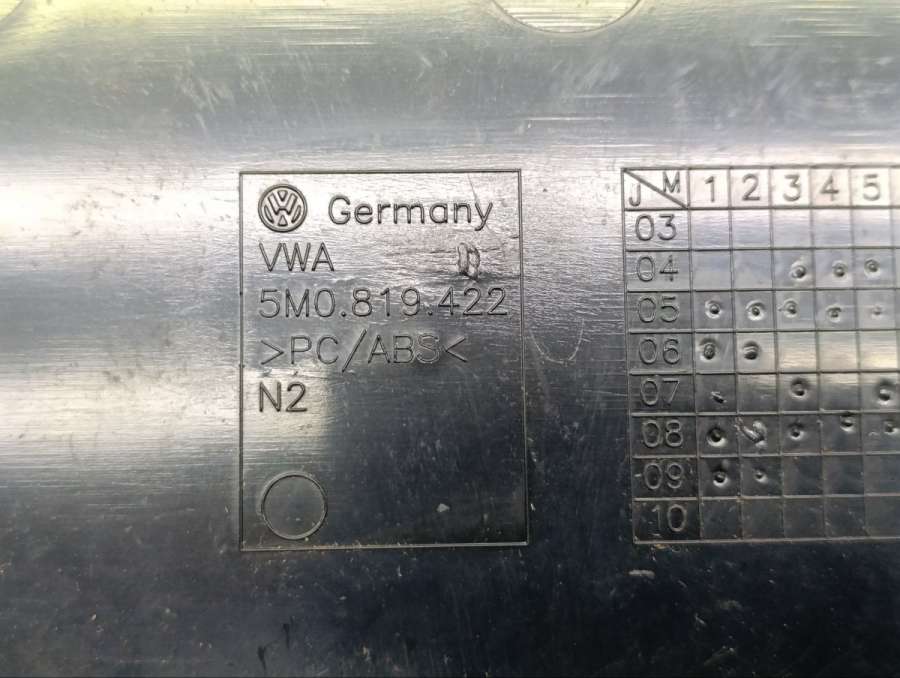 VW Germany
VWA
5M0.819.422
>PC/ABS<
N2
J M 1 2 3 4 5
03
04
05
06
07
08
09
10